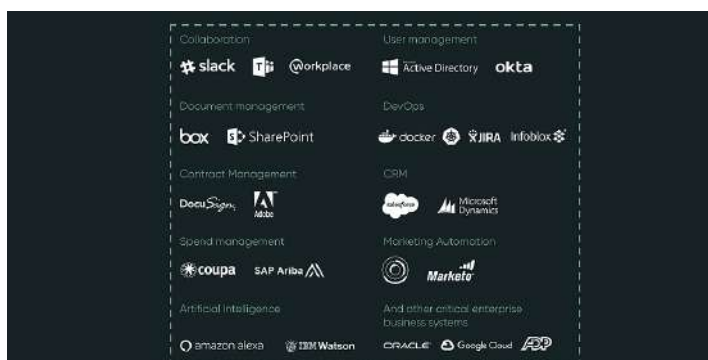 Collaboration
slack
Workplace
User management
Active Directory
okta
Document management
box
SharePoint
DevOps
docker
JIRA
Infoblox
Contract Management
DocuSign
Adobe
CRM
salesforce
Microsoft
Dynamics
Spend management
coupa
SAP Ariba
Marketing Automation
Marketo
Artificial Intelligence
amazon alexa
IBM Watson
And other critical enterprise
business systems
ORACLE
Google Cloud
ADP